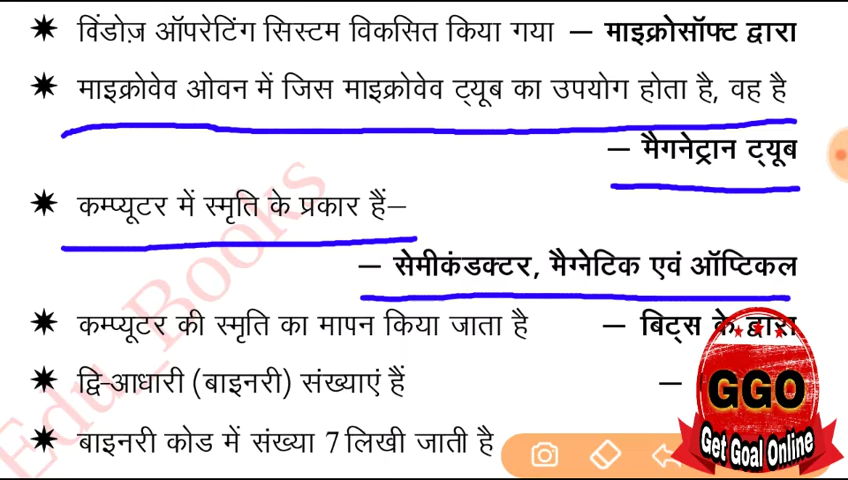 ✷ विंडोज़ ऑपरेटिंग सिस्टम विकसित किया गया – माइक्रोसॉफ्ट द्वारा
✷ माइक्रोवेव ओवन में जिस माइक्रोवेव ट्यूब का उपयोग होता है, वह है
– मैगनेट्रान ट्यूब
✷ कम्प्यूटर में स्मृति के प्रकार हैं–
– सेमीकंडक्टर, मैग्नेटिक एवं ऑप्टिकल
✷ कम्प्यूटर की स्मृति का मापन किया जाता है – बिट्स के द्वारा
✷ द्वि-आधारी (बाइनरी) संख्याएं हैं –
✷ बाइनरी कोड में संख्या 7 लिखी जाती है
Edu_Books
GGO
Get Goal Online